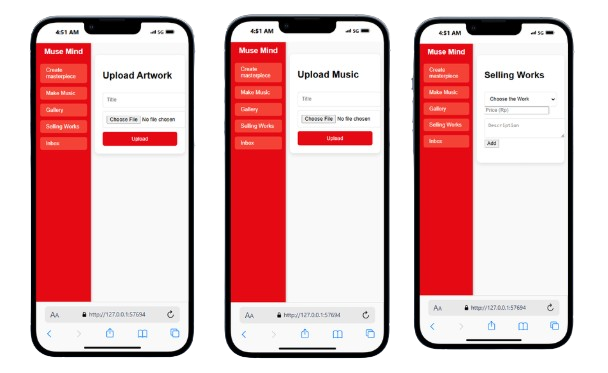 4:51 AM
5G
Muse Mind
Create
masterpiece
Make Music
Gallery
Selling Works
Inbox
Upload Artwork
Title
Choose File No file chosen
Upload
AA http://127.0.0.1:57694
4:51 AM
5G
Muse Mind
Create
masterpiece
Make Music
Gallery
Selling Works
Inbox
Upload Music
Title
Choose File No file chosen
Upload
AA http://127.0.0.1:57694
4:51 AM
5G
Muse Mind
Create
masterpiece
Make Music
Gallery
Selling Works
Inbox
Selling Works
Choose the Work
Price (Rp)
Description
Add
AA http://127.0.0.1:57694